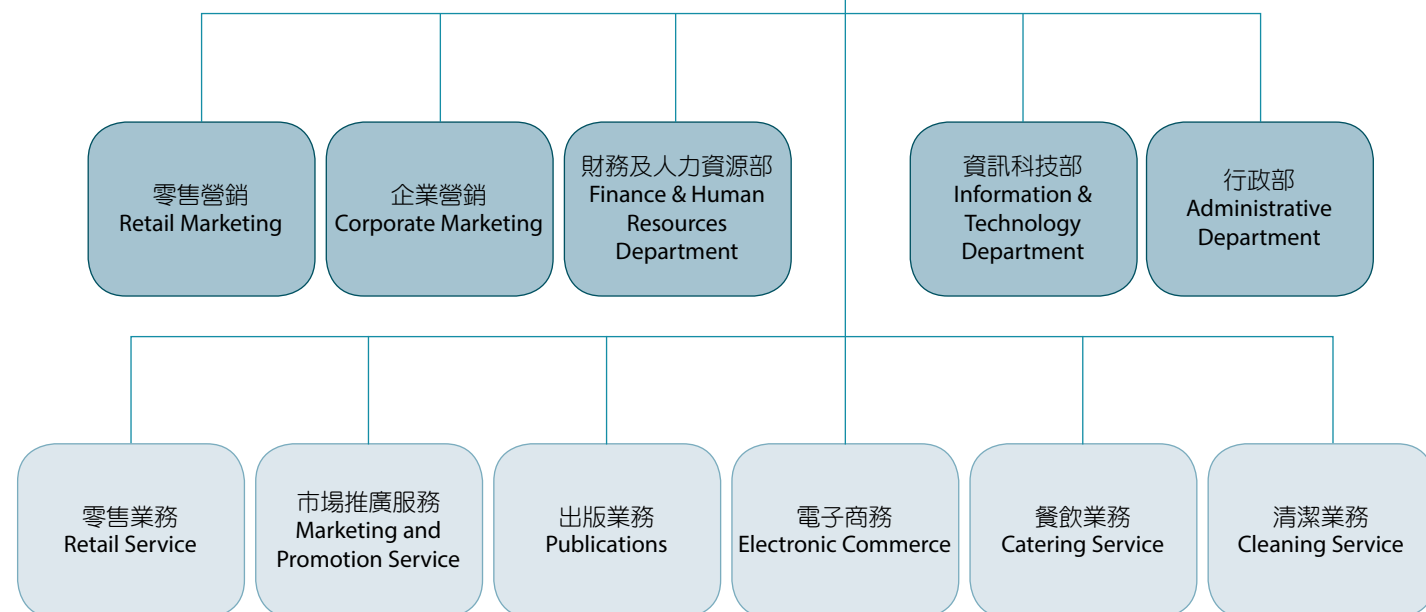 零售營銷
Retail Marketing
企業營銷
Corporate Marketing
財務及人力資源部
Finance & Human
Resources
Department
資訊科技部
Information &
Technology
Department
行政部
Administrative
Department
零售業務
Retail Service
市場推廣服務
Marketing and
Promotion Service
出版業務
Publications
電子商務
Electronic Commerce
餐飲業務
Catering Service
清潔業務
Cleaning Service